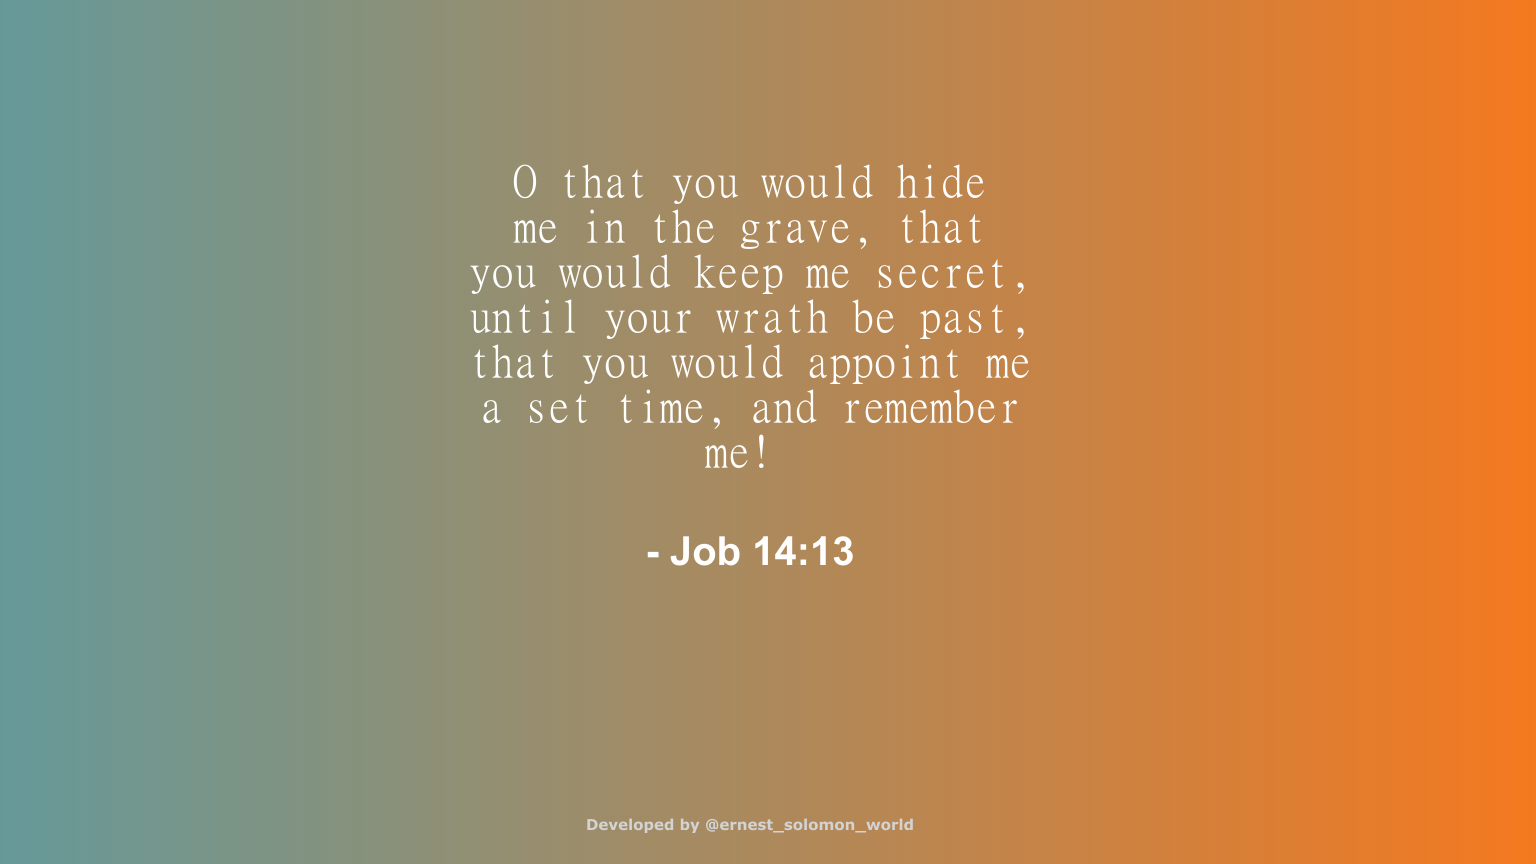 O that you would hide
me in the grave, that
you would keep me secret,
until your wrath be past,
that you would appoint me
a set time, and remember
me!
- Job 14:13
Developed by @ernest_solomon_world